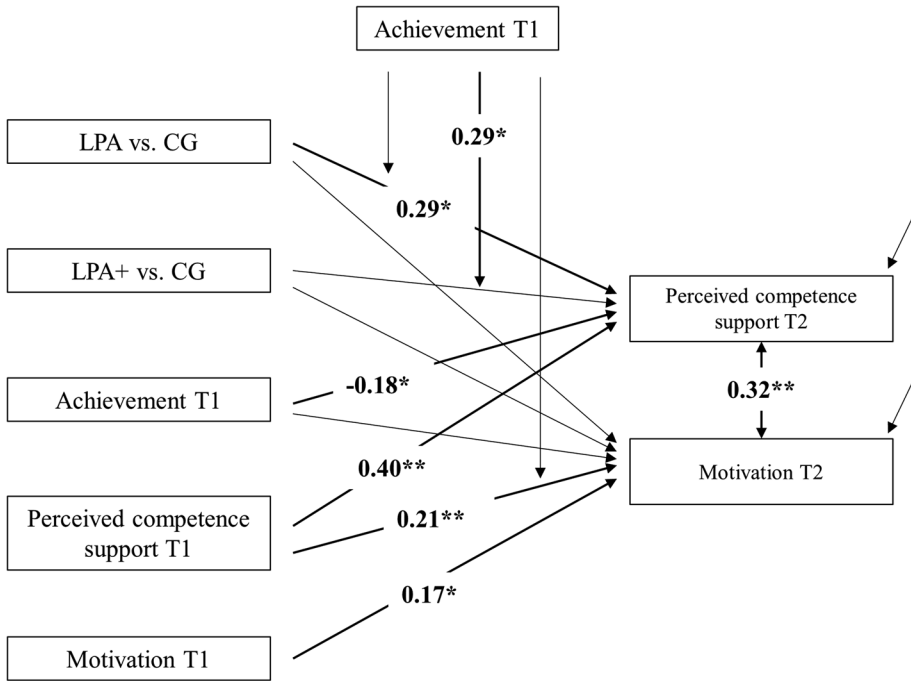 Achievement T1
LPA vs. CG
0.29*
0.29*
LPA+ vs. CG
Perceived competence
support T2
Achievement T1
-0.18*
0.32**
0.40**
Motivation T2
Perceived competence
support T1
0.21**
0.17*
Motivation T1